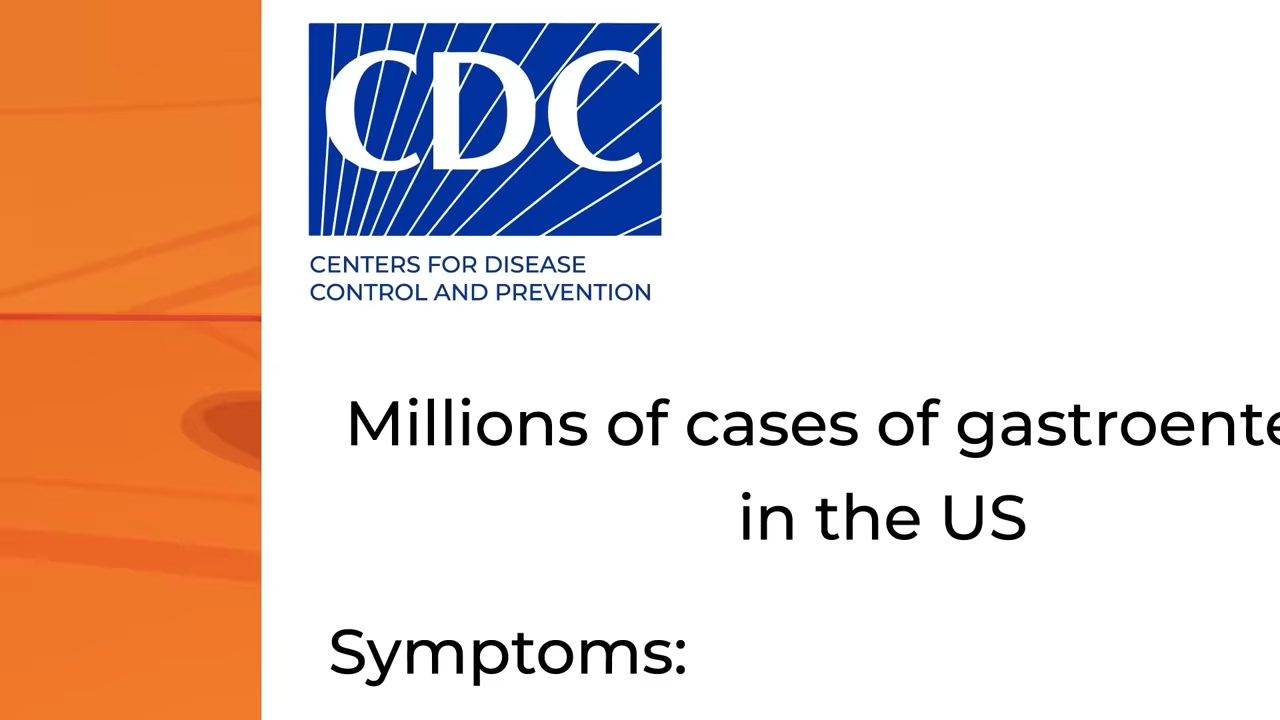 CDC
CENTERS FOR DISEASE
CONTROL AND PREVENTION
Millions of cases of gastroente
in the US
Symptoms: